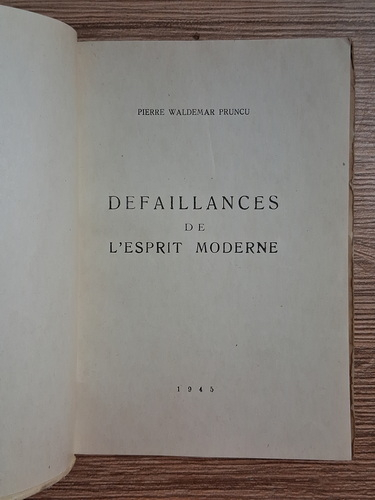 PIERRE WALDEMAR PRUNCU
DEFAILLANCES
DE
L'ESPRIT MODERNE
1945